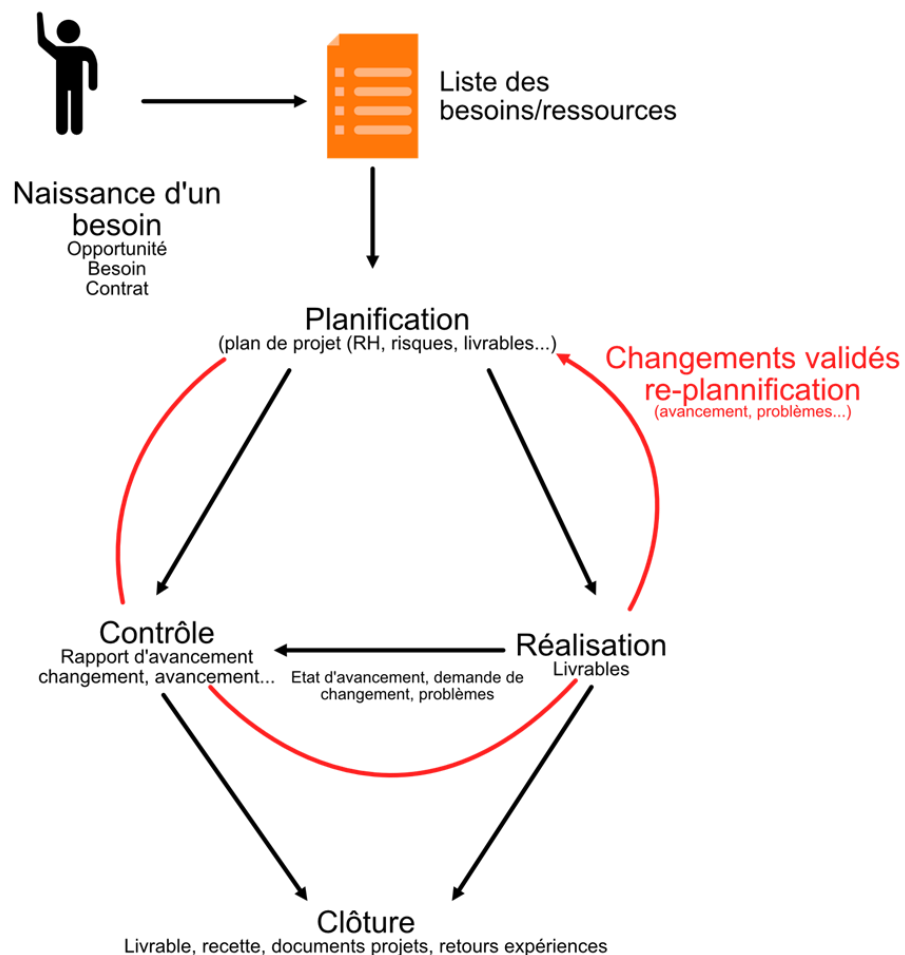 Liste des
besoins/ressources
Naissance d'un
besoin
Opportunité
Besoin
Contrat
Planification
(plan de projet (RH, risques, livrables...)
Changements validés
re-plannification
(avancement, problèmes...)
Contrôle
Rapport d'avancement
changement, avancement...
Etat d'avancement, demande de
changement, problèmes
Réalisation
Livrables
Clôture
Livrable, recette, documents projets, retours expériences